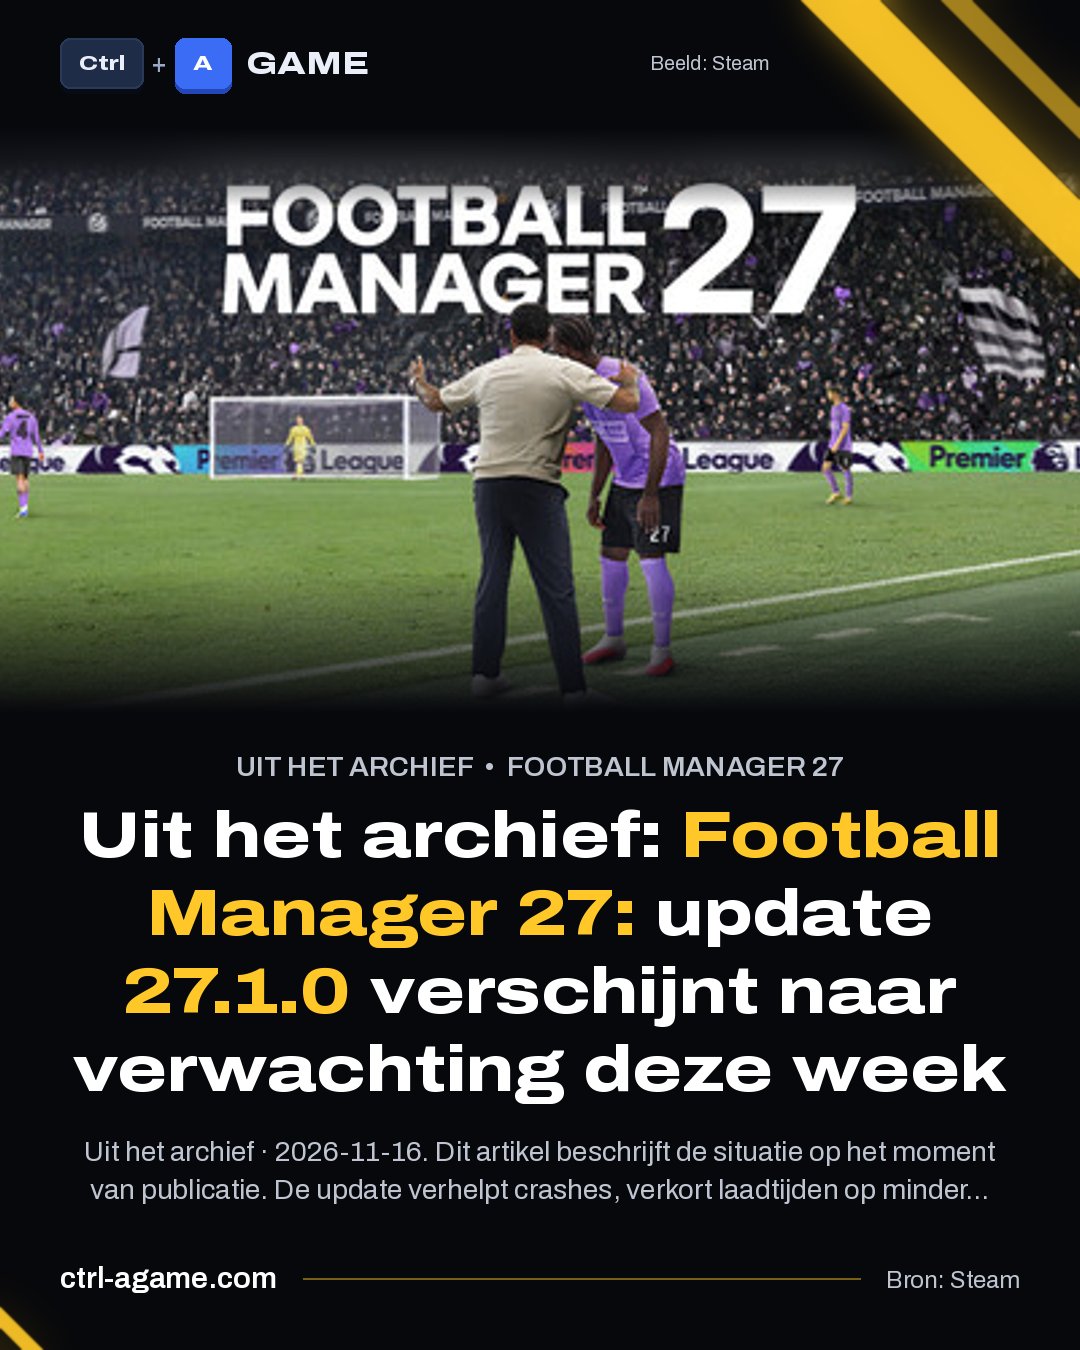 Ctrl + A GAME
Beeld: Steam
FOOTBALL MANAGER 27
FOOTBALL
MANAGER
Premier League
League
Premier
27
UIT HET ARCHIEF • FOOTBALL MANAGER 27
Uit het archief: Football
Manager 27: update
27.1.0 verschijnt naar
verwachting deze week
Uit het archief · 2026-11-16. Dit artikel beschrijft de situatie op het moment
van publicatie. De update verhelpt crashes, verkort laadtijden op minder...
ctrl-agame.com
Bron: Steam